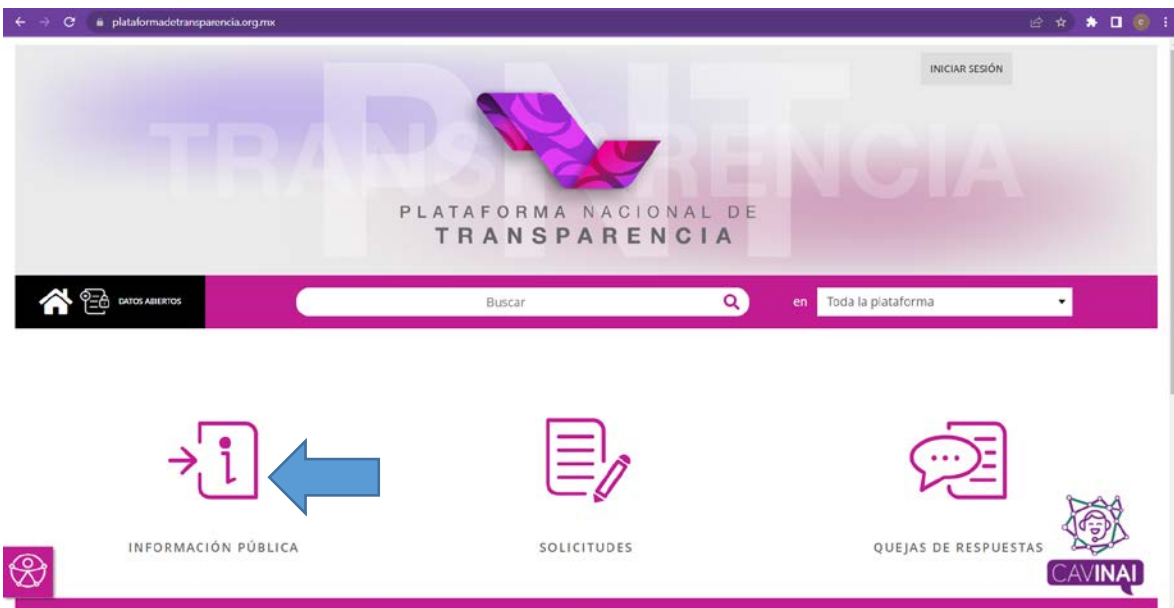 plataformadetransparencia.org.mx
PNT
TRANSPARENCIA
INICIAR SESIÓN
PLATAFORMA NACIONAL DE
TRANSPARENCIA
DATOS ABIERTOS
Buscar
en
Toda la plataforma
INFORMACIÓN PÚBLICA
SOLICITUDES
QUEJAS DE RESPUESTAS
CAVINAI